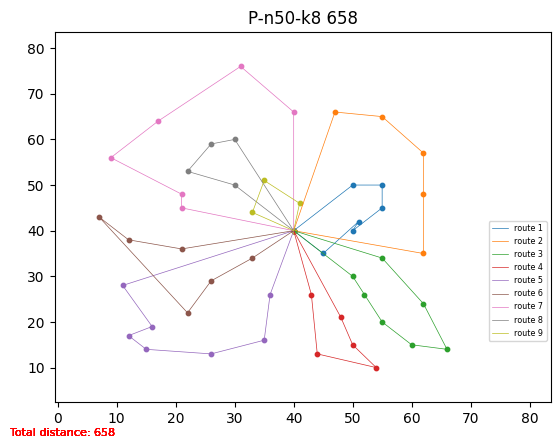 P-n50-k8 658
80
70
60
50
40
30
20
10
0 10 20 30 40 50 60 70 80
route 1
route 2
route 3
route 4
route 5
route 6
route 7
route 8
route 9
Total distance: 658